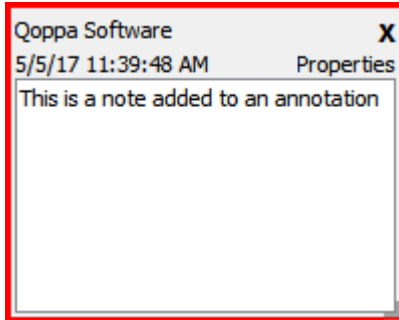 Qoppa Software X
5/5/17 11:39:48 AM Properties
This is a note added to an annotation